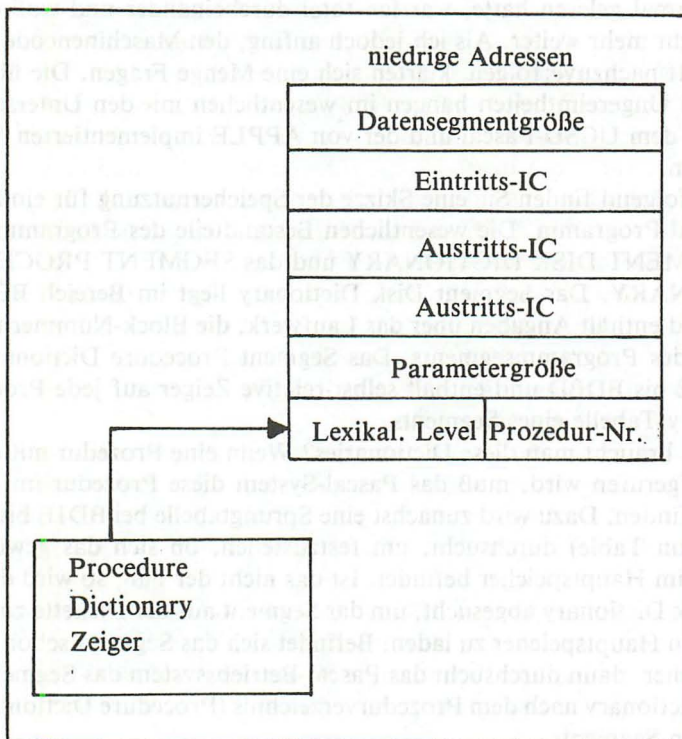 niedrige Adressen
Datensegmentgröße
Eintritts-IC
Austritts-IC
Austritts-IC
Parametergröße
Lexikal. Level Prozedur-Nr.
Procedure
Dictionary
Zeiger